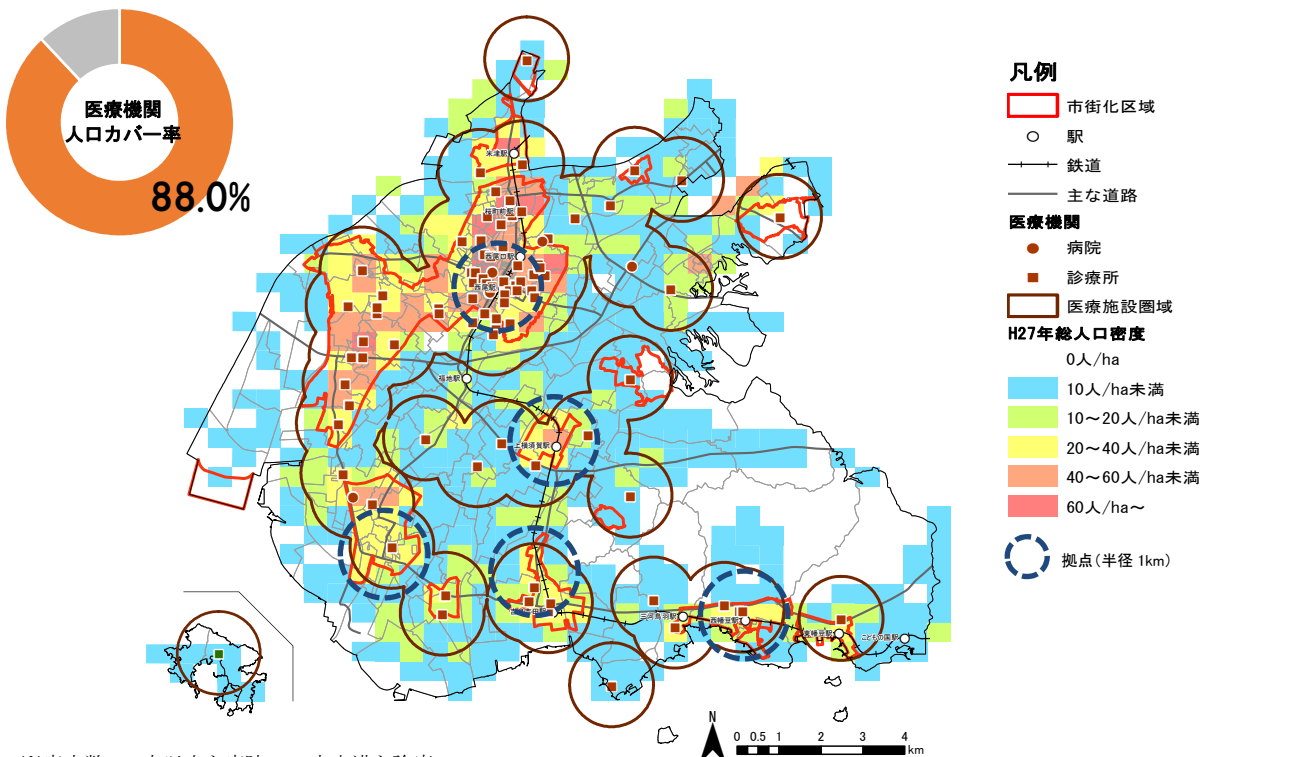 医療機関
人口カバー率
88.0%
米津駅
桜町前駅
西尾口駅
西尾駅
福地駅
上横須賀駅
三河鳥羽駅
西幡豆駅
東幡豆駅
こどもの国駅
凡例
市街化区域
駅
鉄道
主な道路
医療機関
病院
診療所
医療施設圏域
H27年総人口密度
0人/ha
10人/ha未満
10～20人/ha未満
20～40人/ha未満
40～60人/ha未満
60人/ha～
拠点(半径 1km)
N
0 0.5 1 2 3 4
km